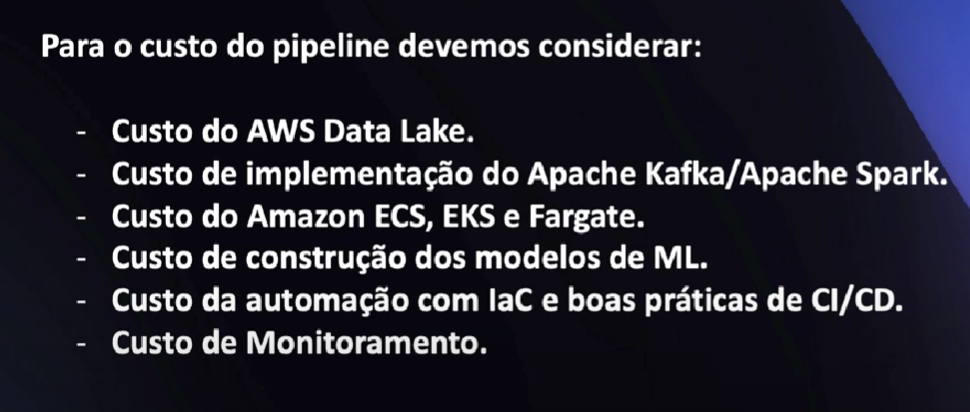 Para o custo do pipeline devemos considerar:
- Custo do AWS Data Lake.
- Custo de implementação do Apache Kafka/Apache Spark.
- Custo do Amazon ECS, EKS e Fargate.
- Custo de construção dos modelos de ML.
- Custo da automação com IaC e boas práticas de CI/CD.
- Custo de Monitoramento.